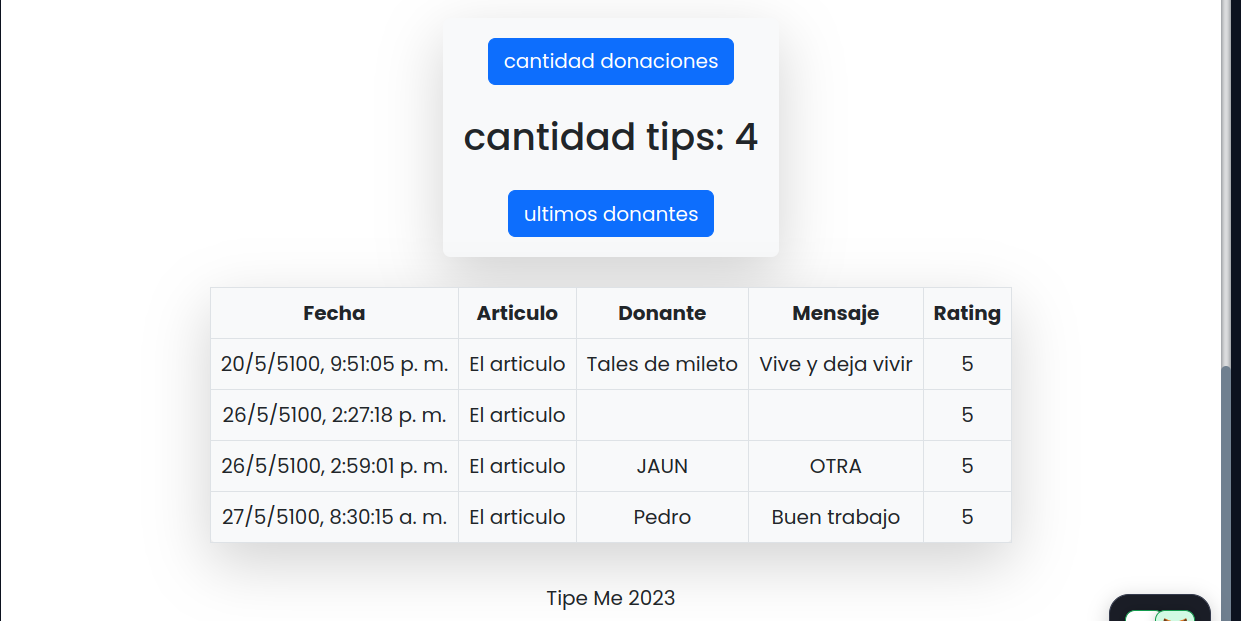 cantidad donaciones
cantidad tips: 4
ultimos donantes
Fecha Articulo Donante Mensaje Rating
20/5/5100, 9:51:05 p. m. El articulo Tales de mileto Vive y deja vivir 5
26/5/5100, 2:27:18 p. m. El articulo 5
26/5/5100, 2:59:01 p. m. El articulo JAUN OTRA 5
27/5/5100, 8:30:15 a. m. El articulo Pedro Buen trabajo 5
Tipe Me 2023